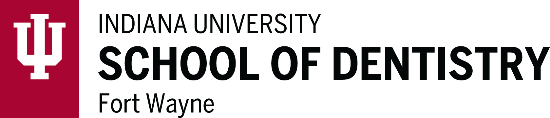 INDIANA UNIVERSITY
SCHOOL OF DENTISTRY
Fort Wayne